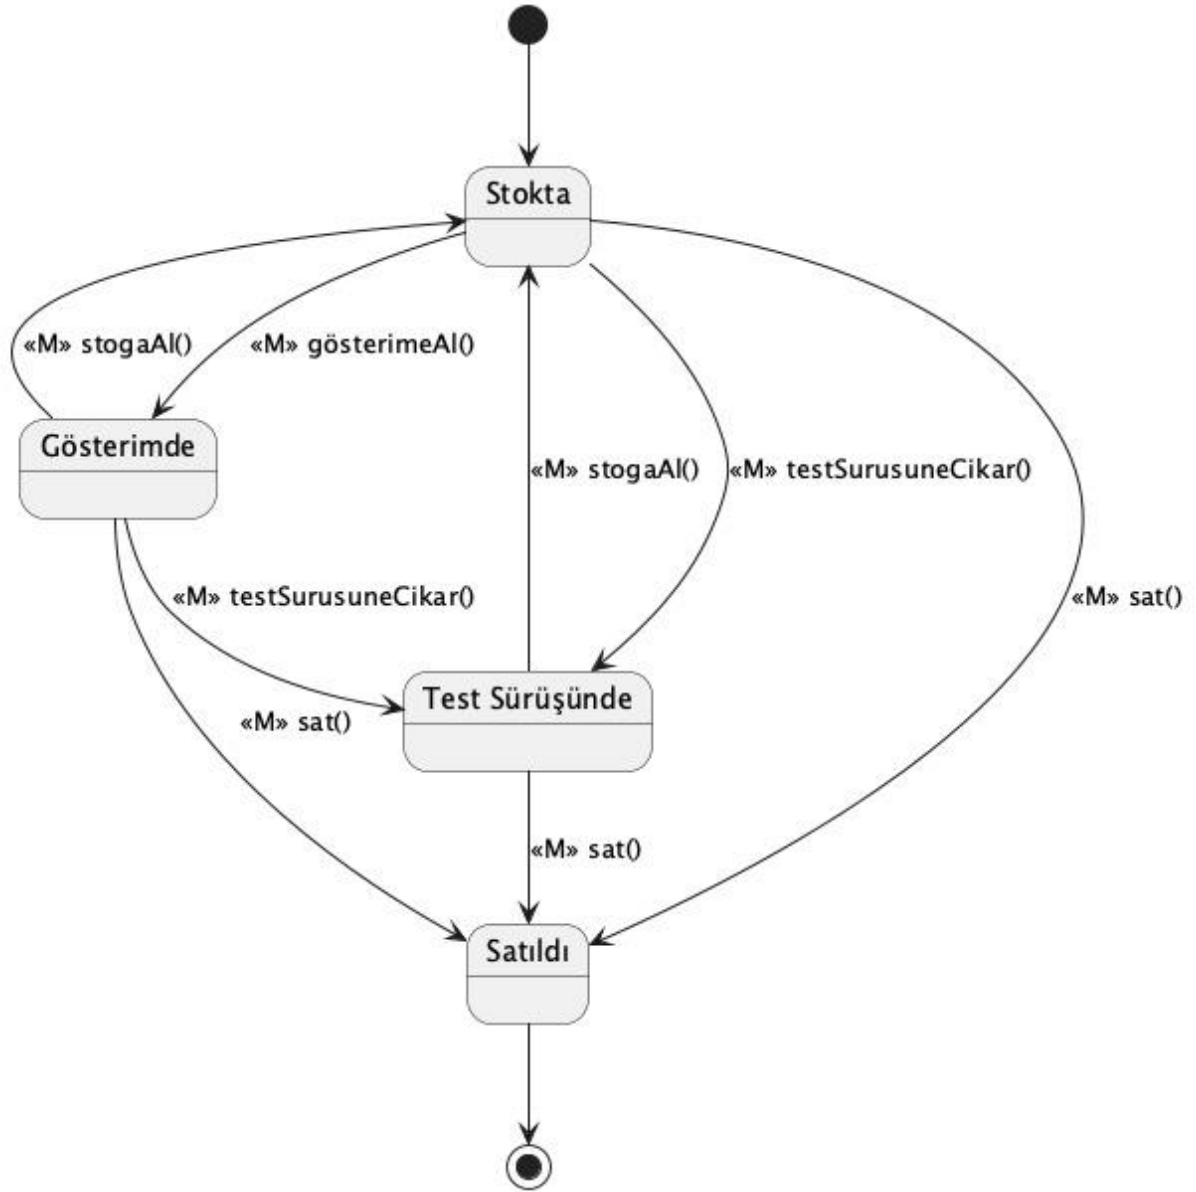 Stokta
«M» stogaAl()
«M» gösterimeAl()
Gösterimde
«M» stogaAl()
«M» testSurusuneCikar()
«M» testSurusuneCikar()
«M» sat()
Test Sürüşünde
«M» sat()
«M» sat()
Satıldı